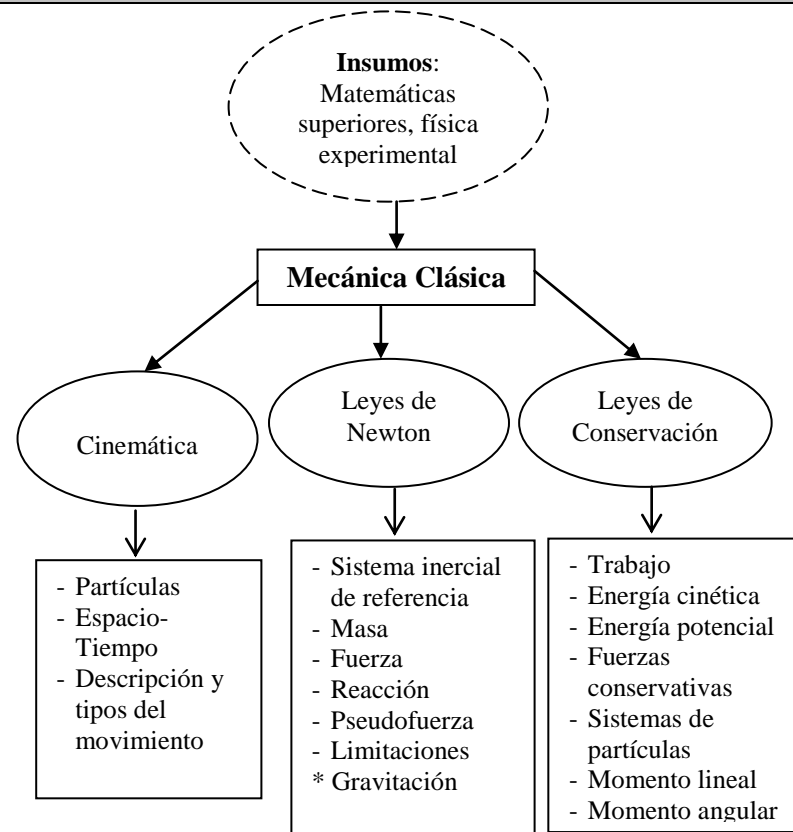 Insumos:
Matemáticas
superiores, física
experimental
Mecánica Clásica
Cinemática
Leyes de
Newton
Leyes de
Conservación
- Partículas
- Espacio-
Tiempo
- Descripción y
tipos del
movimiento
- Sistema inercial
de referencia
- Masa
- Fuerza
- Reacción
- Pseudofuerza
- Limitaciones
* Gravitación
- Trabajo
- Energía cinética
- Energía potencial
- Fuerzas
conservativas
- Sistemas de
partículas
- Momento lineal
- Momento angular